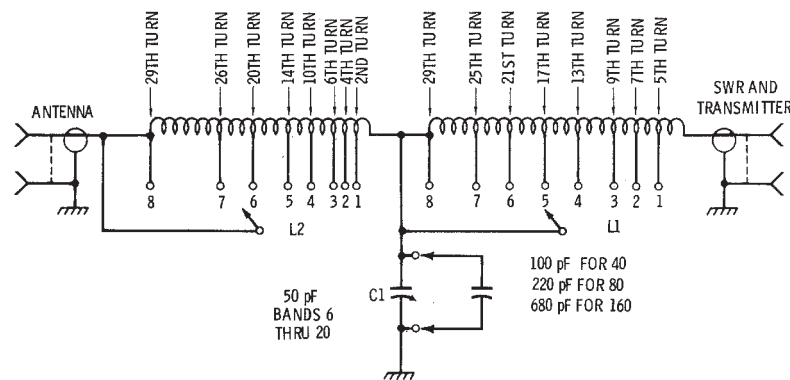 29TH TURN
26TH TURN
20TH TURN
14TH TURN
10TH TURN
6TH TURN
4TH TURN
2ND TURN
29TH TURN
25TH TURN
21ST TURN
17TH TURN
13TH TURN
9TH TURN
7TH TURN
5TH TURN
ANTENNA
SWR AND
TRANSMITTER
8 7 6 5 4 3 2 1
8 7 6 5 4 3 2 1
L2
L1
50 pF
BANDS 6
THRU 20
C1
100 pF FOR 40
220 pF FOR 80
680 pF FOR 160